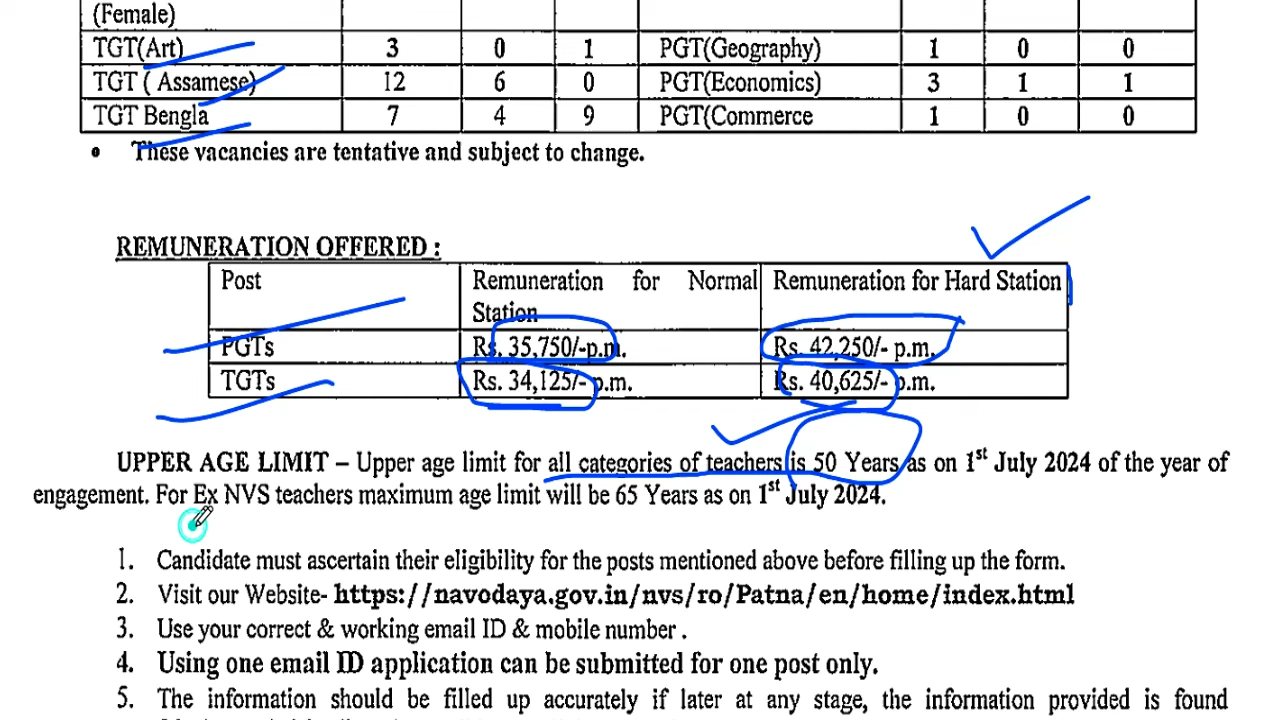 (Female)
TGT(Art) 3 0 1 PGT(Geography) 1 0 0
TGT ( Assamese) 12 6 0 PGT(Economics) 3 1 1
TGT Bengla 7 4 9 PGT(Commerce 1 0 0
• These vacancies are tentative and subject to change.
REMUNERATION OFFERED :
Post Remuneration for Normal Station Remuneration for Hard Station
PGTs Rs. 35,750/-p.m. Rs. 42,250/- p.m.
TGTs Rs. 34,125/- p.m. Rs. 40,625/- p.m.
UPPER AGE LIMIT – Upper age limit for all categories of teachers is 50 Years as on 1st July 2024 of the year of
engagement. For Ex NVS teachers maximum age limit will be 65 Years as on 1st July 2024.
1. Candidate must ascertain their eligibility for the posts mentioned above before filling up the form.
2. Visit our Website- https://navodaya.gov.in/nvs/ro/Patna/en/home/index.html
3. Use your correct & working email ID & mobile number .
4. Using one email ID application can be submitted for one post only.
5. The information should be filled up accurately if later at any stage, the information provided is found